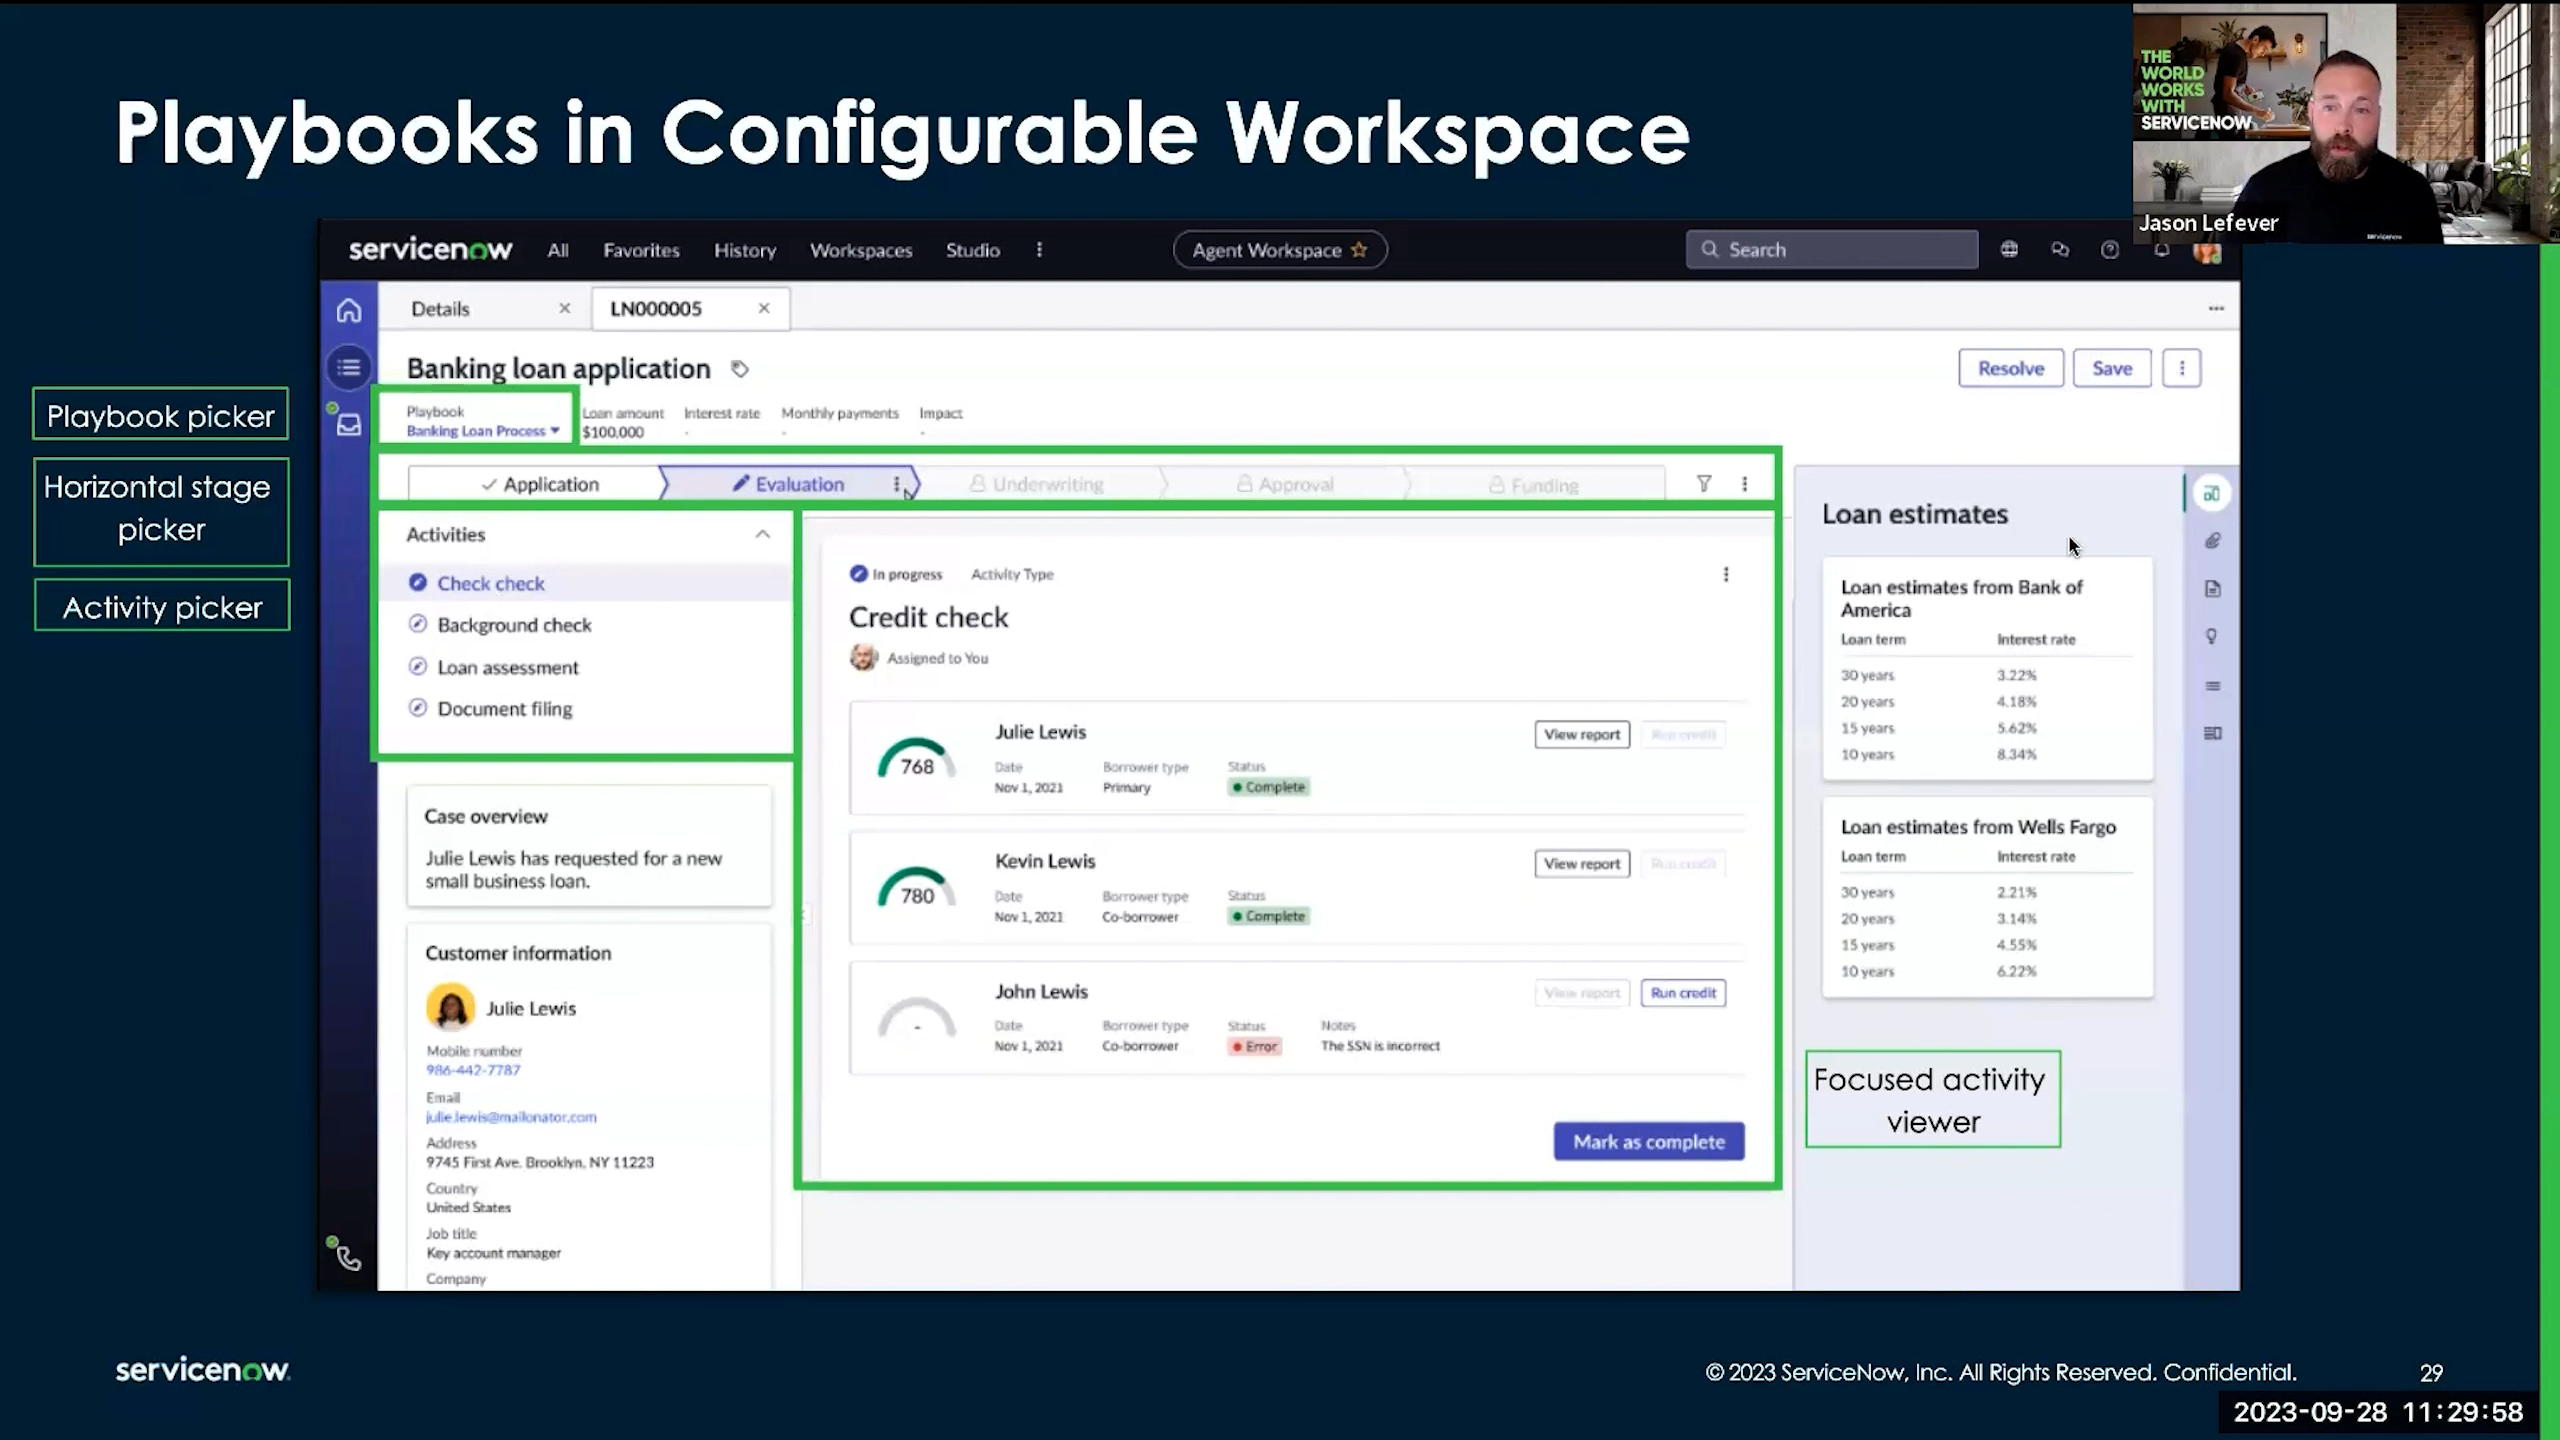 Playbooks in Configurable Workspace
THE
WORLD
WORKS
WITH
SERVICENOW
Jason Lefever
servicenow All Favorites History Workspaces Studio Agent Workspace Search
Details LN000005
Banking loan application Resolve Save
Playbook picker
Horizontal stage
picker
Activity picker
Playbook Loan amount Interest rate Monthly payments Impact
Banking Loan Process $100,000 - - -
Application Evaluation Underwriting Approval Funding
Activities
Check check
Background check
Loan assessment
Document filing
Case overview
Julie Lewis has requested for a new
small business loan.
Customer information
Julie Lewis
Mobile number
986-442-7787
Email
julie.lewis@mailonator.com
Address
9745 First Ave. Brooklyn, NY 11223
Country
United States
Job title
Key account manager
Company
In progress Activity Type
Credit check
Assigned to You
768 Julie Lewis View report Run credit
Date Borrower type Status
Nov 1, 2021 Primary Complete
780 Kevin Lewis View report Run credit
Date Borrower type Status
Nov 1, 2021 Co-borrower Complete
- John Lewis View report Run credit
Date Borrower type Status Notes
Nov 1, 2021 Co-borrower Error The SSN is incorrect
Mark as complete
Loan estimates
Loan estimates from Bank of
America
Loan term Interest rate
30 years 3.22%
20 years 4.18%
15 years 5.62%
10 years 8.34%
Loan estimates from Wells Fargo
Loan term Interest rate
30 years 2.21%
20 years 3.14%
15 years 4.55%
10 years 6.22%
Focused activity
viewer
servicenow.
© 2023 ServiceNow, Inc. All Rights Reserved. Confidential. 29
2023-09-28 11:29:58